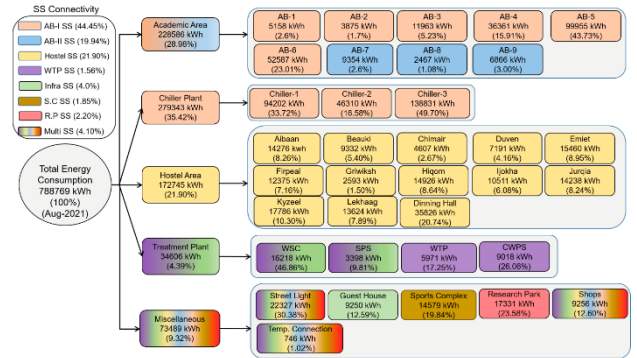 SS Connectivity
AB-I SS (44.45%)
AB-II SS (19.94%)
Hostel SS (21.90%)
WTP SS (1.56%)
Infra SS (4.0%)
S.C SS (1.85%)
R.P SS (2.20%)
Multi SS (4.10%)
Total Energy
Consumption
788769 kWh
(100%)
(Aug-2021)
Academic Area
228586 kWh
(28.98%)
AB-1
5158 kWh
(2.6%)
AB-2
3875 kWh
(1.7%)
AB-3
11963 kWh
(5.23%)
AB-4
36361 kWh
(15.91%)
AB-5
99955 kWh
(43.73%)
AB-6
52587 kWh
(23.01%)
AB-7
9354 kWh
(2.6%)
AB-8
2467 kWh
(1.08%)
AB-9
6866 kWh
(3.00%)
Chiller Plant
279343 kWh
(35.42%)
Chiller-1
94202 kWh
(33.72%)
Chiller-2
46310 kWh
(16.58%)
Chiller-3
138831 kWh
(49.70%)
Hostel Area
172745 kWh
(21.90%)
Aibaan
14276 kwh
(8.26%)
Beauki
9332 kWh
(5.40%)
Chimair
4607 kWh
(2.67%)
Duven
7191 kWh
(4.16%)
Emiet
15460 kWh
(8.95%)
Firpeal
12375 kWh
(7.16%)
Griwiksh
2593 kWh
(1.50%)
Hiqom
14926 kWh
(8.64%)
Ijokha
10511 kWh
(6.08%)
Jurqia
14238 kWh
(8.24%)
Kyzeel
17786 kWh
(10.30%)
Lekhaag
13624 kWh
(7.89%)
Dinning Hall
35826 kWh
(20.74%)
Treatment Plant
34606 kWh
(4.39%)
WSC
16218 kWh
(46.86%)
SPS
3398 kWh
(9.81%)
WTP
5971 kWh
(17.25%)
CWPS
9018 kWh
(26.06%)
Miscellaneous
73489 kWh
(9.32%)
Street Light
22327 kWh
(30.38%)
Guest House
9250 kWh
(12.59%)
Sports Complex
14579 kWh
(19.84%)
Research Park
17331 kWh
(23.58%)
Shops
9256 kWh
(12.60%)
Temp. Connection
746 kWh
(1.02%)